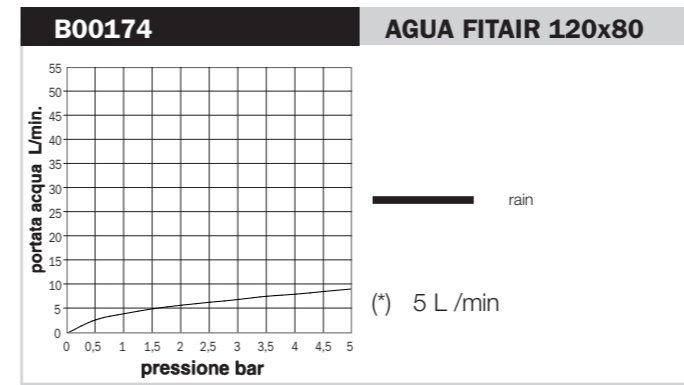 B00174
AGUA FITAIR 120x80
portata acqua L/min.
55
50
45
40
35
30
25
20
15
10
5
0
0 0,5 1 1,5 2 2,5 3 3,5 4 4,5 5
pressione bar
rain
(*) 5 L /min